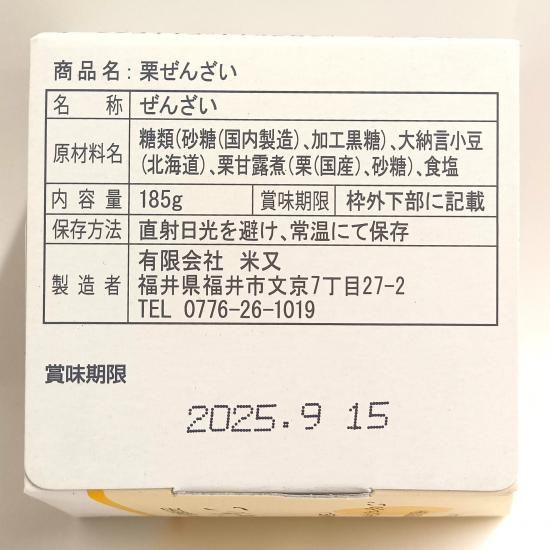 商品名：栗ぜんざい
名称 ぜんざい
原材料名 糖類(砂糖(国内製造)、加工黒糖)、大納言小豆
(北海道)、栗甘露煮(栗(国産)、砂糖)、食塩
内容量 185g 賞味期限 枠外下部に記載
保存方法 直射日光を避け、常温にて保存
製造者 有限会社 米又
福井県福井市文京7丁目27-2
TEL 0776-26-1019
賞味期限
2025.9 15